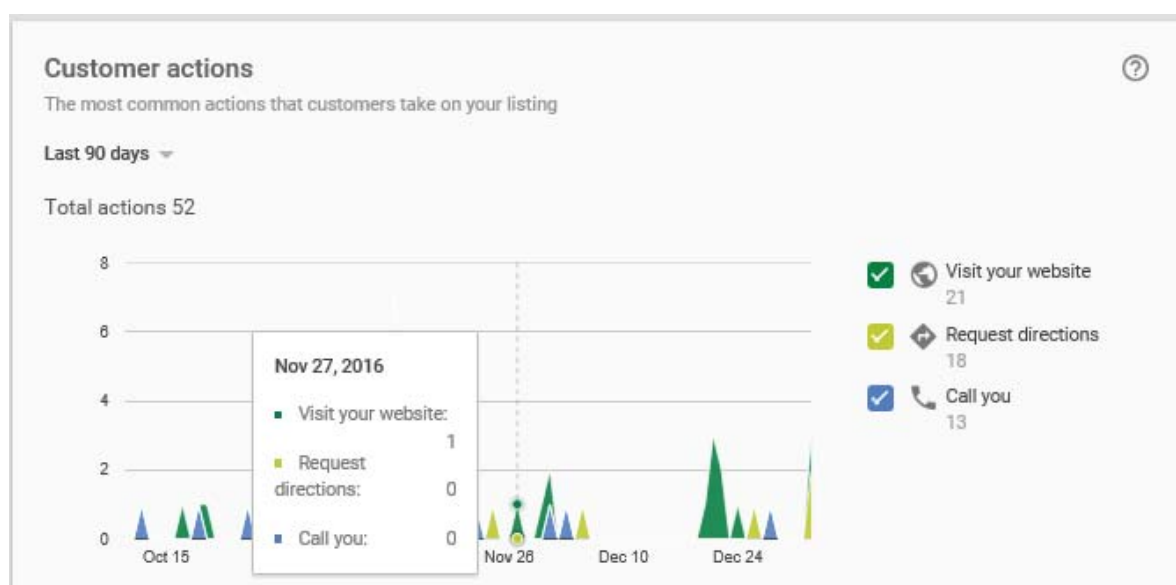 Customer actions
The most common actions that customers take on your listing
Last 90 days
Total actions 52
8
6
4
2
0
Oct 15
Nov 26
Dec 10
Dec 24
Nov 27, 2016
Visit your website:
1
Request
directions: 0
Call you: 0
Visit your website
21
Request directions
18
Call you
13